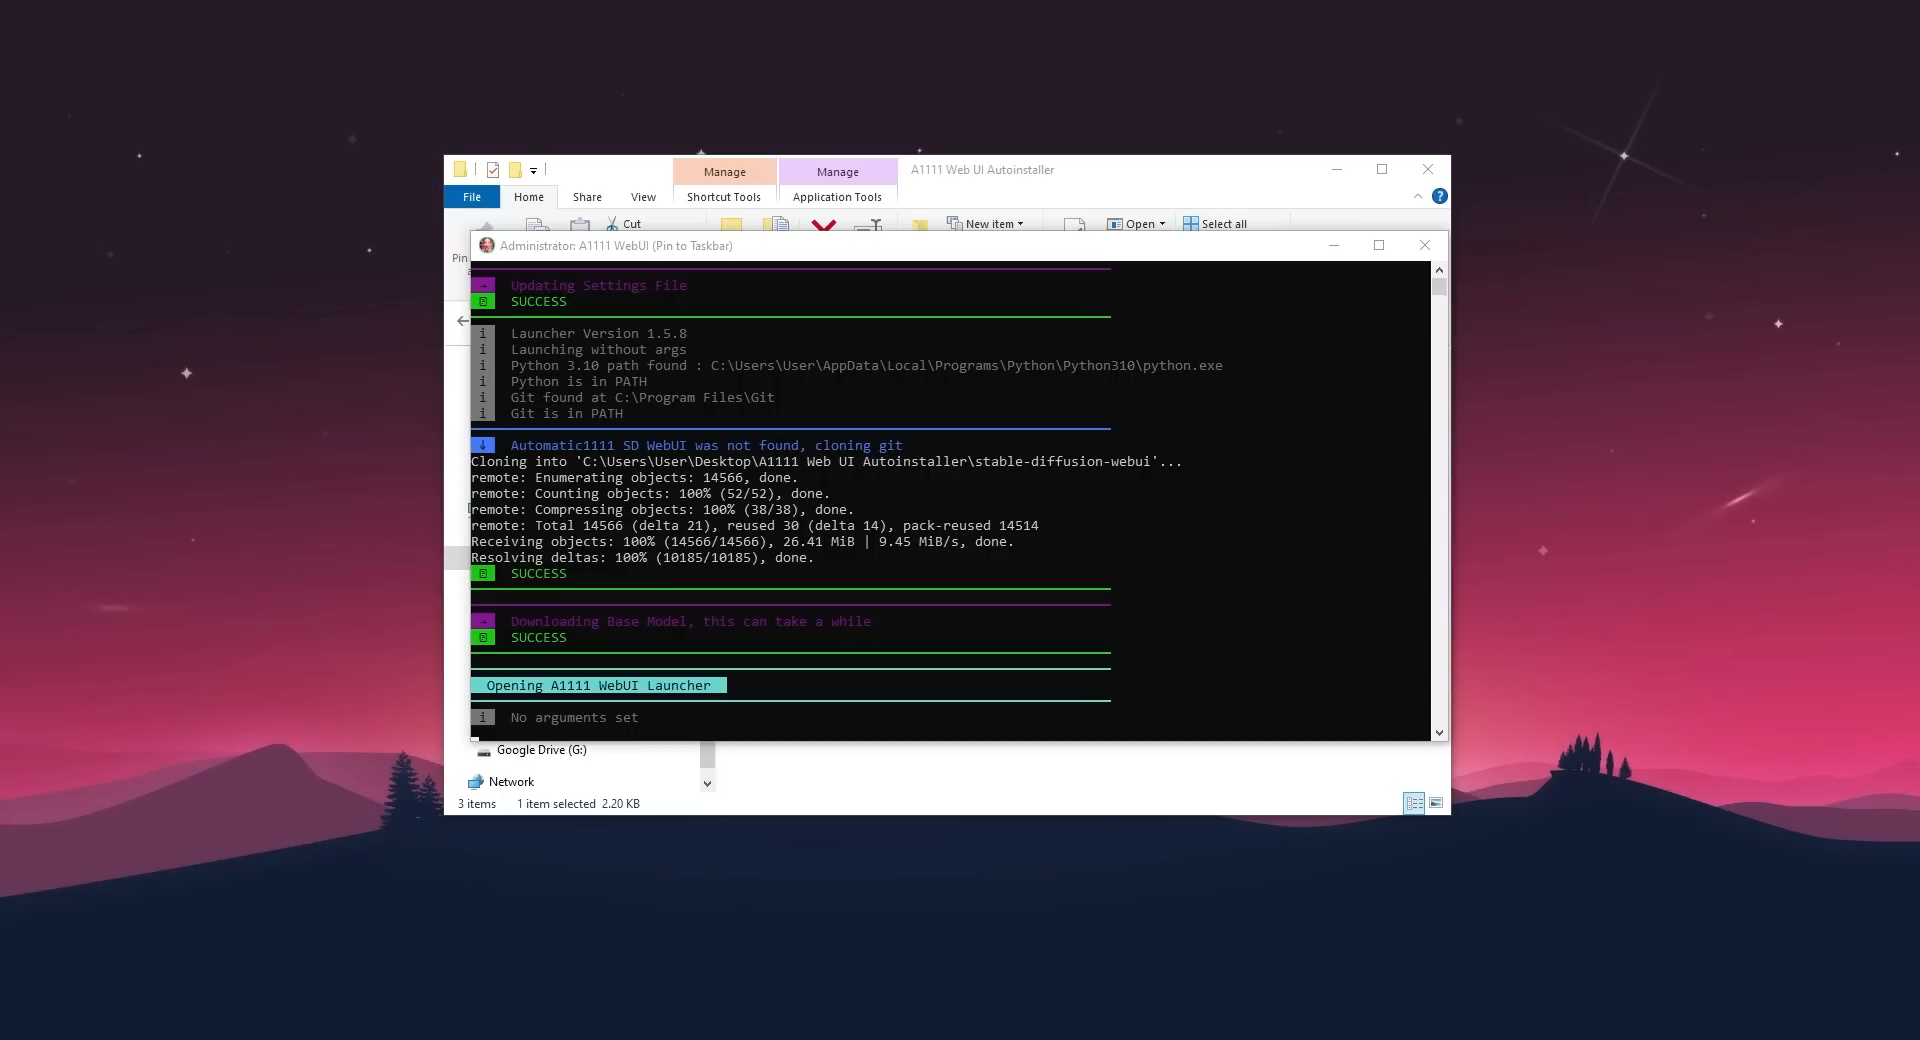 Manage
Manage
A1111 Web UI Autoinstaller
File
Home
Share
View
Shortcut Tools
Application Tools
Cut
New item
Open
Select all
Pin
Administrator: A1111 WebUI (Pin to Taskbar)
Updating Settings File
SUCCESS
i Launcher Version 1.5.8
i Launching without args
i Python 3.10 path found : C:\Users\User\AppData\Local\Programs\Python\Python310\python.exe
i Python is in PATH
i Git found at C:\Program Files\Git
i Git is in PATH
↓ Automatic1111 SD WebUI was not found, cloning git
Cloning into 'C:\Users\User\Desktop\A1111 Web UI Autoinstaller\stable-diffusion-webui'...
remote: Enumerating objects: 14566, done.
remote: Counting objects: 100% (52/52), done.
remote: Compressing objects: 100% (38/38), done.
remote: Total 14566 (delta 21), reused 30 (delta 14), pack-reused 14514
Receiving objects: 100% (14566/14566), 26.41 MiB | 9.45 MiB/s, done.
Resolving deltas: 100% (10185/10185), done.
SUCCESS
Downloading Base Model, this can take a while
SUCCESS
Opening A1111 WebUI Launcher
i No arguments set
Google Drive (G:)
Network
3 items 1 item selected 2.20 KB